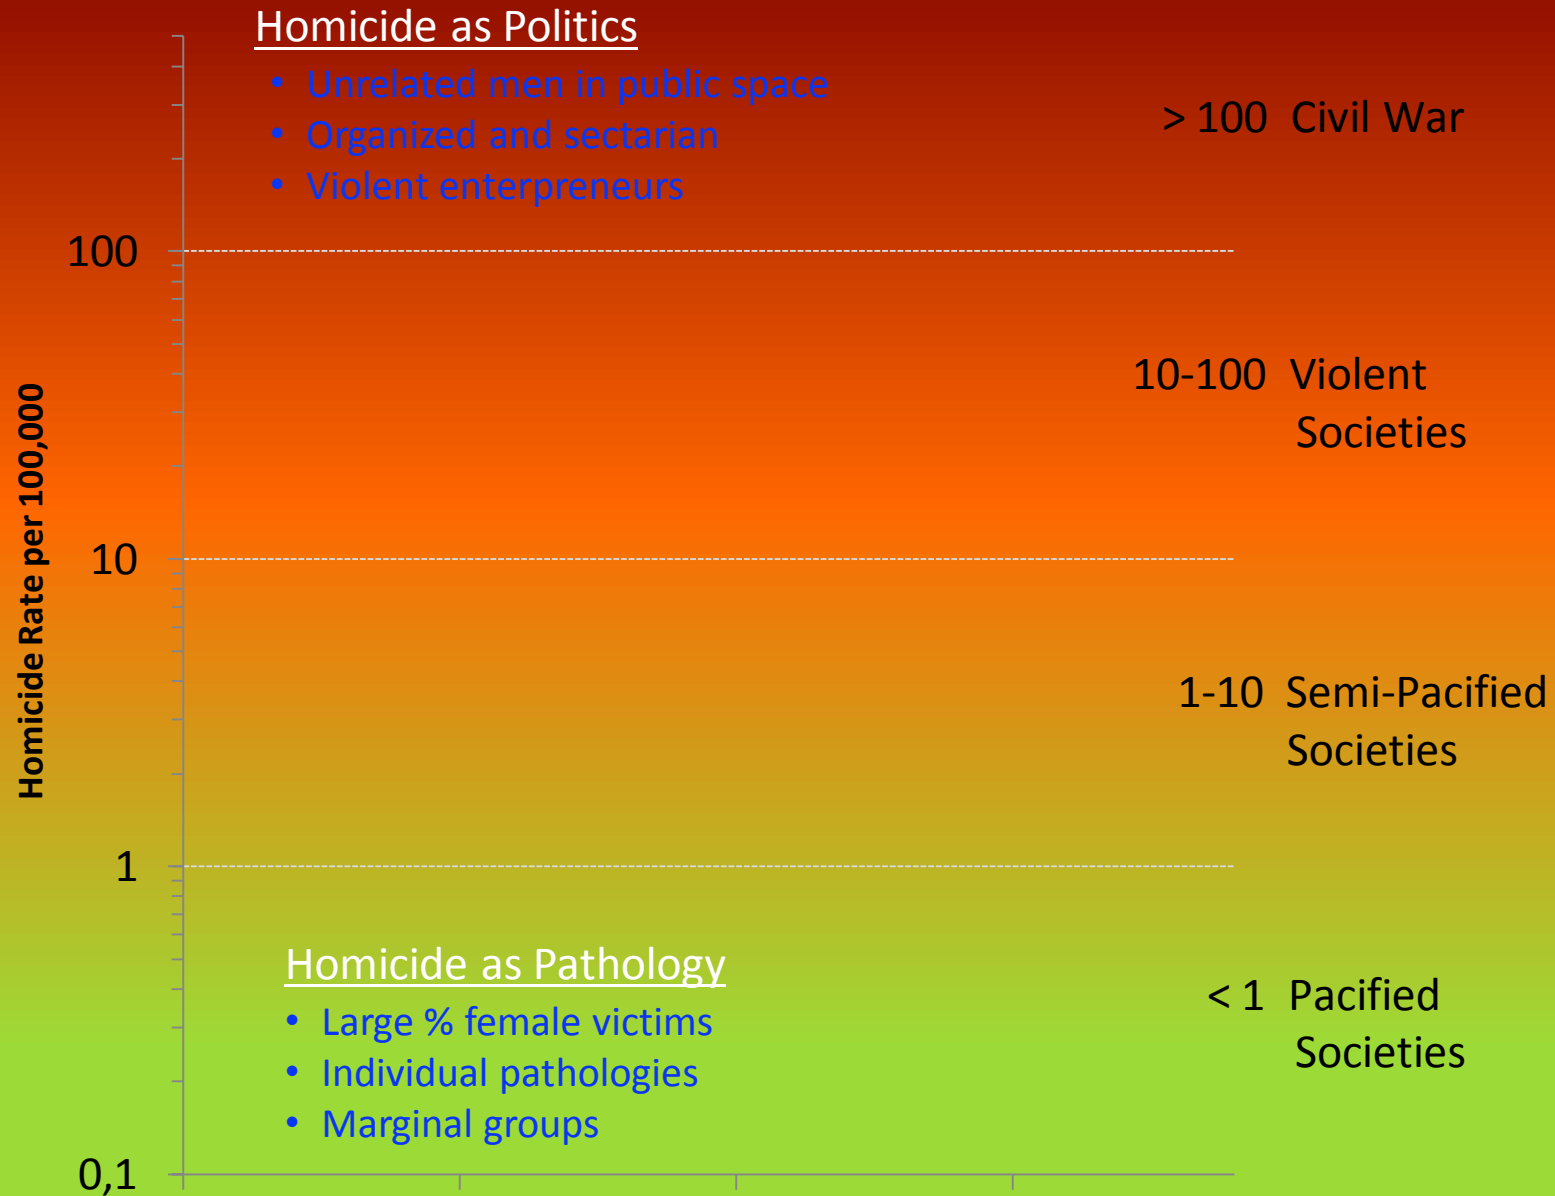 Homicide as Politics
• Unrelated men in public space
• Organized and sectarian
• Violent enterpreneurs
> 100 Civil War
100
10-100 Violent
Societies
Homicide Rate per 100,000
10
1-10 Semi-Pacified
Societies
1
Homicide as Pathology
• Large % female victims
• Individual pathologies
• Marginal groups
< 1 Pacified
Societies
0,1